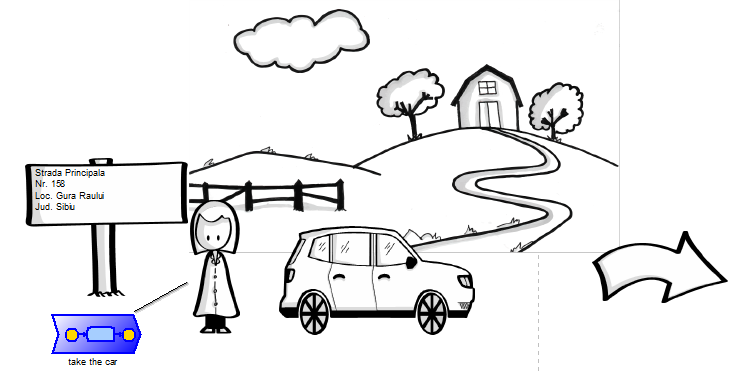 Strada Principala
Nr. 158
Loc. Gura Raului
Jud. Sibiu
take the car